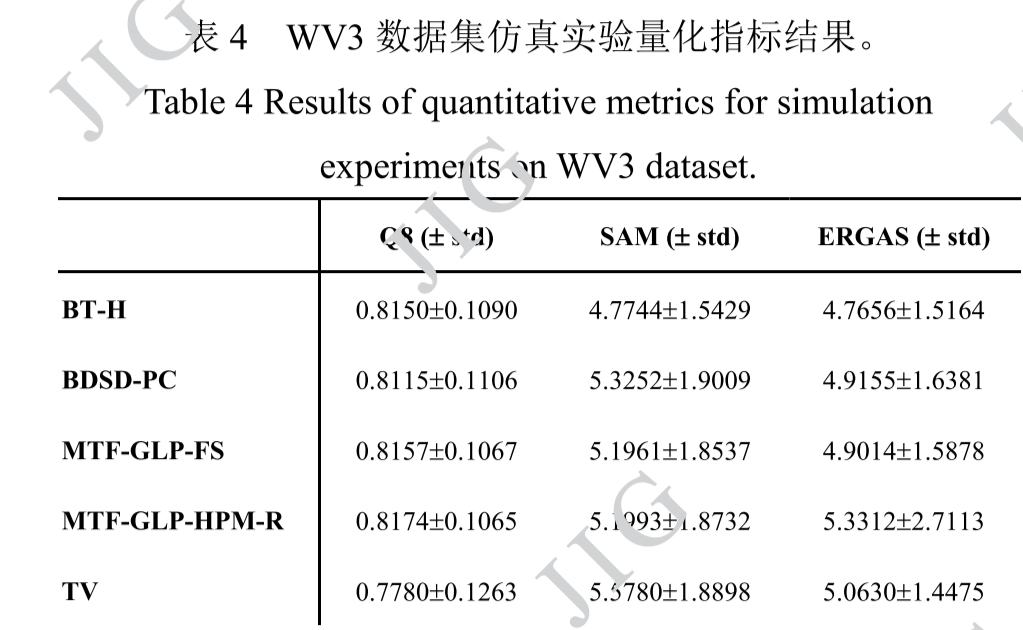 表 4 WV3 数据集仿真实验量化指标结果。
Table 4 Results of quantitative metrics for simulation
experiments on WV3 dataset.
Q8 (± std) SAM (± std) ERGAS (± std)
BT-H 0.8150±0.1090 4.7744±1.5429 4.7656±1.5164
BDSD-PC 0.8115±0.1106 5.3252±1.9009 4.9155±1.6381
MTF-GLP-FS 0.8157±0.1067 5.1961±1.8537 4.9014±1.5878
MTF-GLP-HPM-R 0.8174±0.1065 5.1993±1.8732 5.3312±2.7113
TV 0.7780±0.1263 5.5780±1.8898 5.0630±1.4475
JIG
JIG
JIG